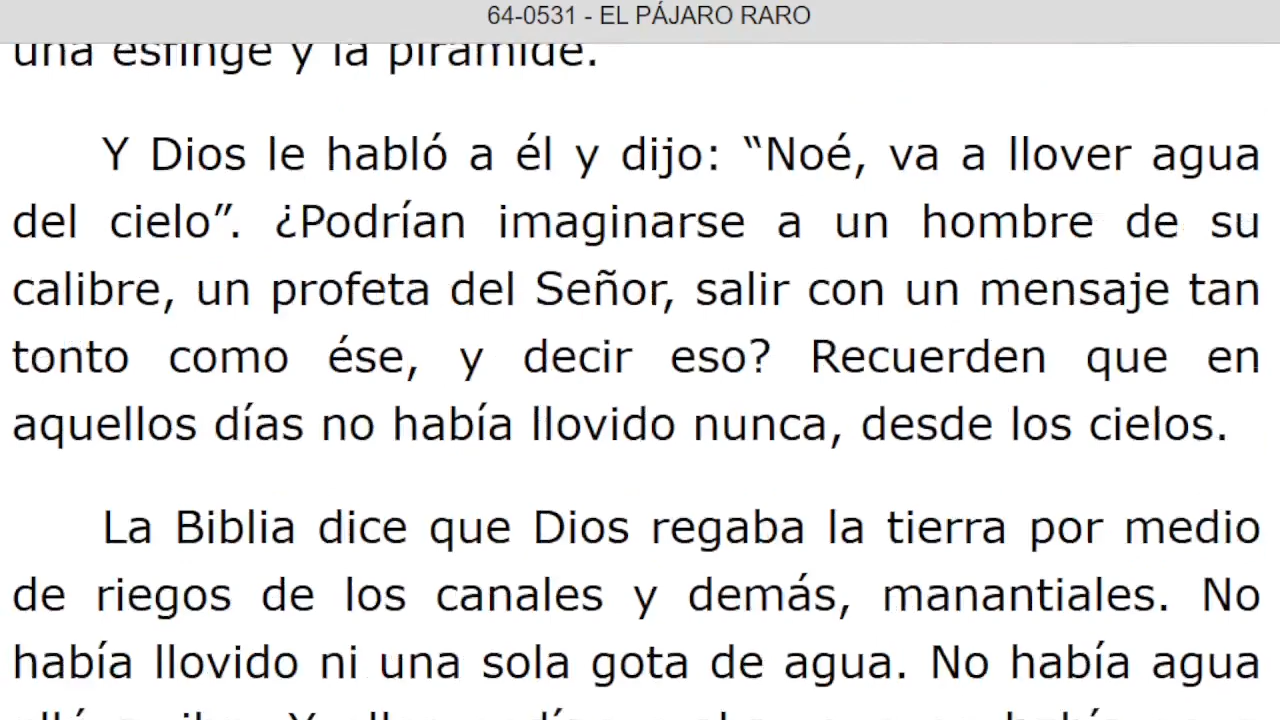 64-0531 - EL PÁJARO RARO
una esfinge y la pirámide.
Y Dios le habló a él y dijo: “Noé, va a llover agua
del cielo”. ¿Podrían imaginarse a un hombre de su
calibre, un profeta del Señor, salir con un mensaje tan
tonto como ése, y decir eso? Recuerden que en
aquellos días no había llovido nunca, desde los cielos.
La Biblia dice que Dios regaba la tierra por medio
de riegos de los canales y demás, manantiales. No
había llovido ni una sola gota de agua. No había agua